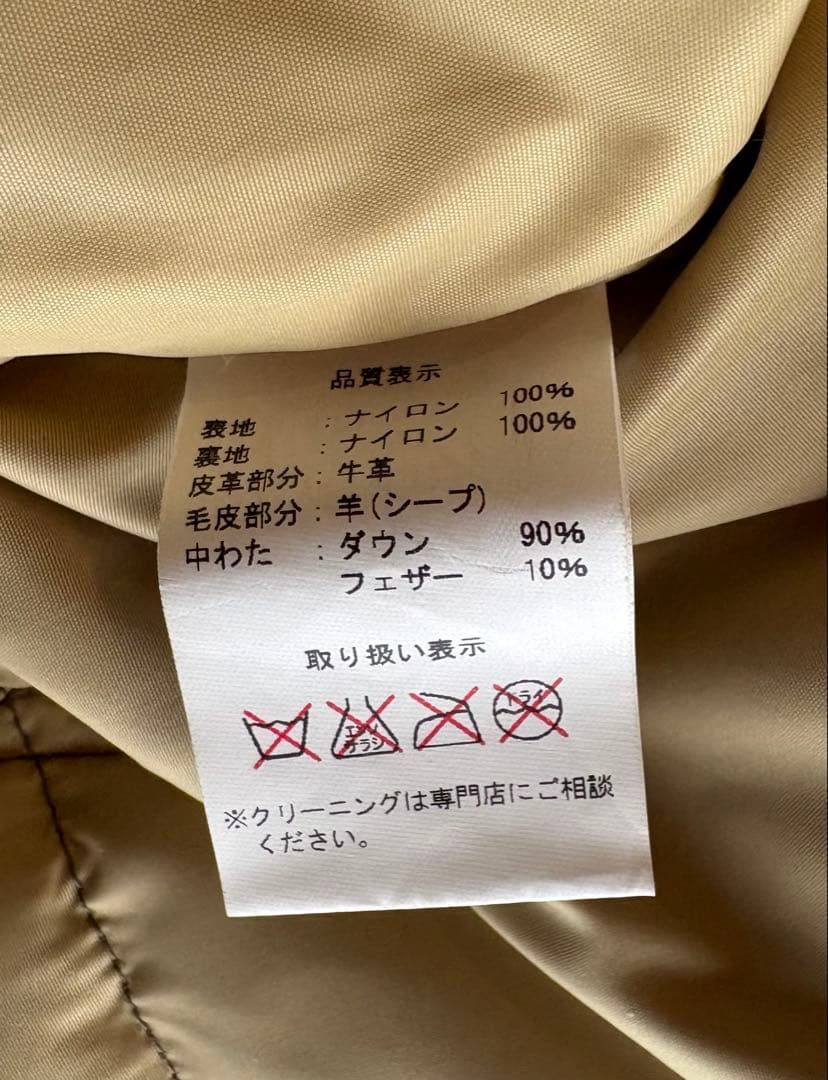 品質表示
表地 : ナイロン 100%
裏地 : ナイロン 100%
皮革部分 : 牛革
毛皮部分 : 羊(シープ)
中わた : ダウン 90%
フェザー 10%
取り扱い表示
エンソ
オラシ
ドライ
※クリーニングは専門店にご相談
ください。